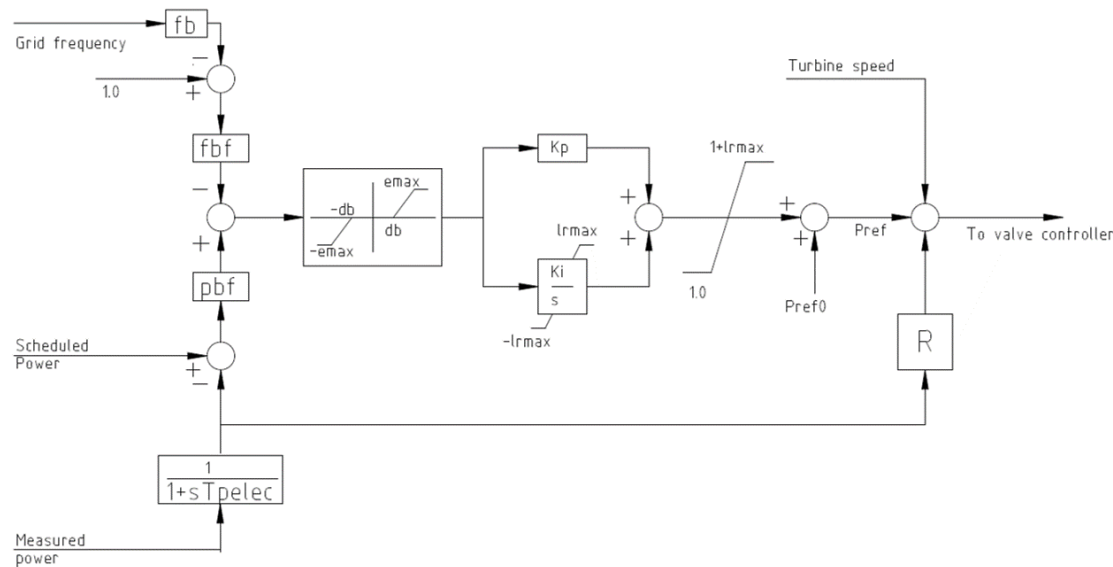 fb
Grid frequency
−
1.0
+
Turbine speed
fbf
Kp
1+lrmax
−
emax
-db
db
-emax
+
+
+
lrmax
+
+
Pref
To valve controller
Ki
s
1.0
Pref0
-lrmax
pbf
R
Scheduled
Power
+
−
1
1+sTpelec
Measured
power